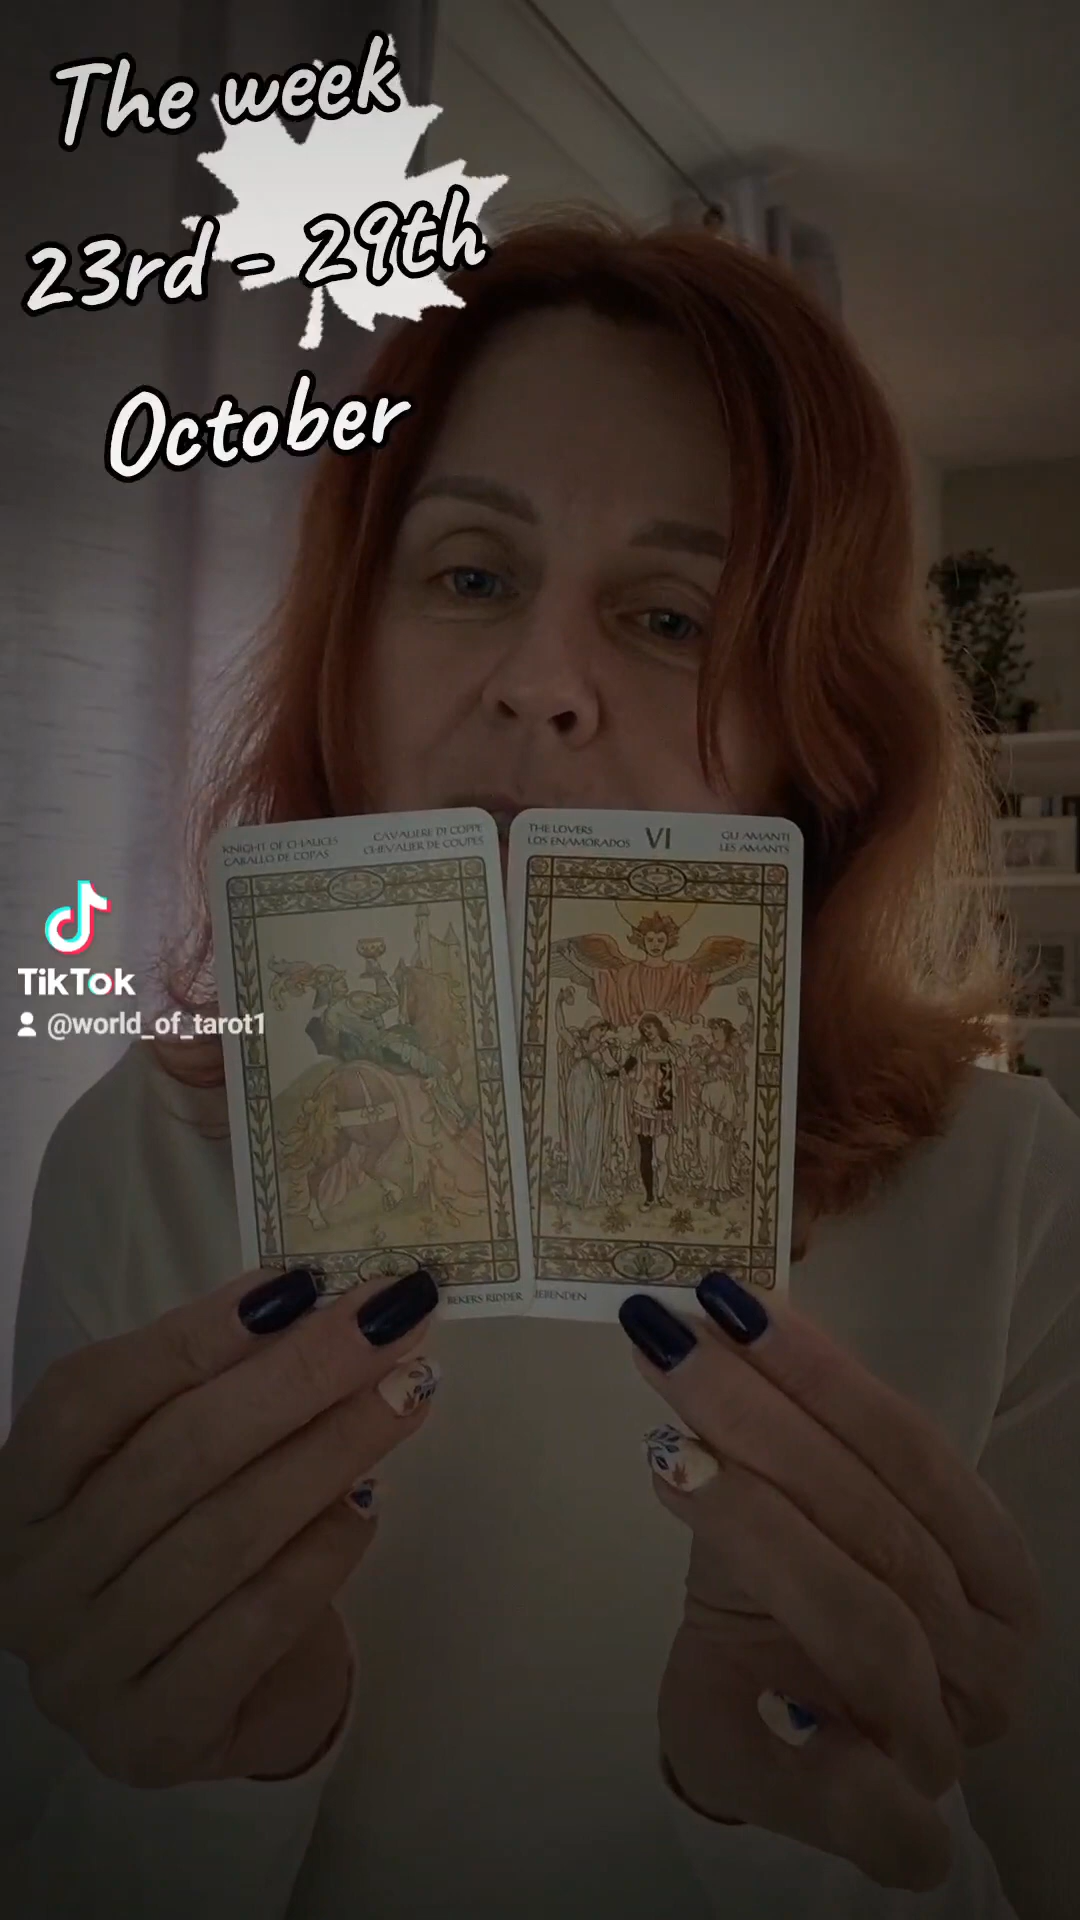 The week
23rd - 29th
October
KNIGHT OF CHALICES
CABALLO DE COPAS
CAVALIERE DI COPPE
CHEVALIER DE COUPES
THE LOVERS
LOS ENAMORADOS
VI
GLI AMANTI
LES AMANTS
TikTok
@world_of_tarot1
BEKERS RIDDER